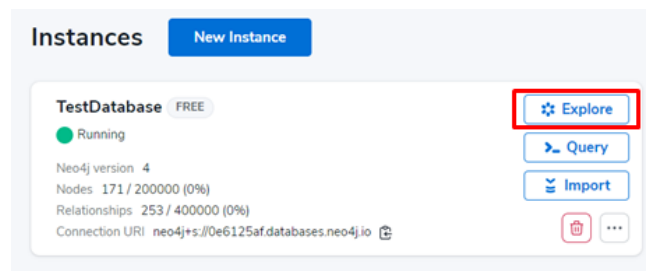 Instances New Instance
TestDatabase FREE
Explore
Running
Query
Neo4j version 4
Nodes 171 / 200000 (0%)
Import
Relationships 253 / 400000 (0%)
Connection URI neo4j+s://0e6125af.databases.neo4j.io